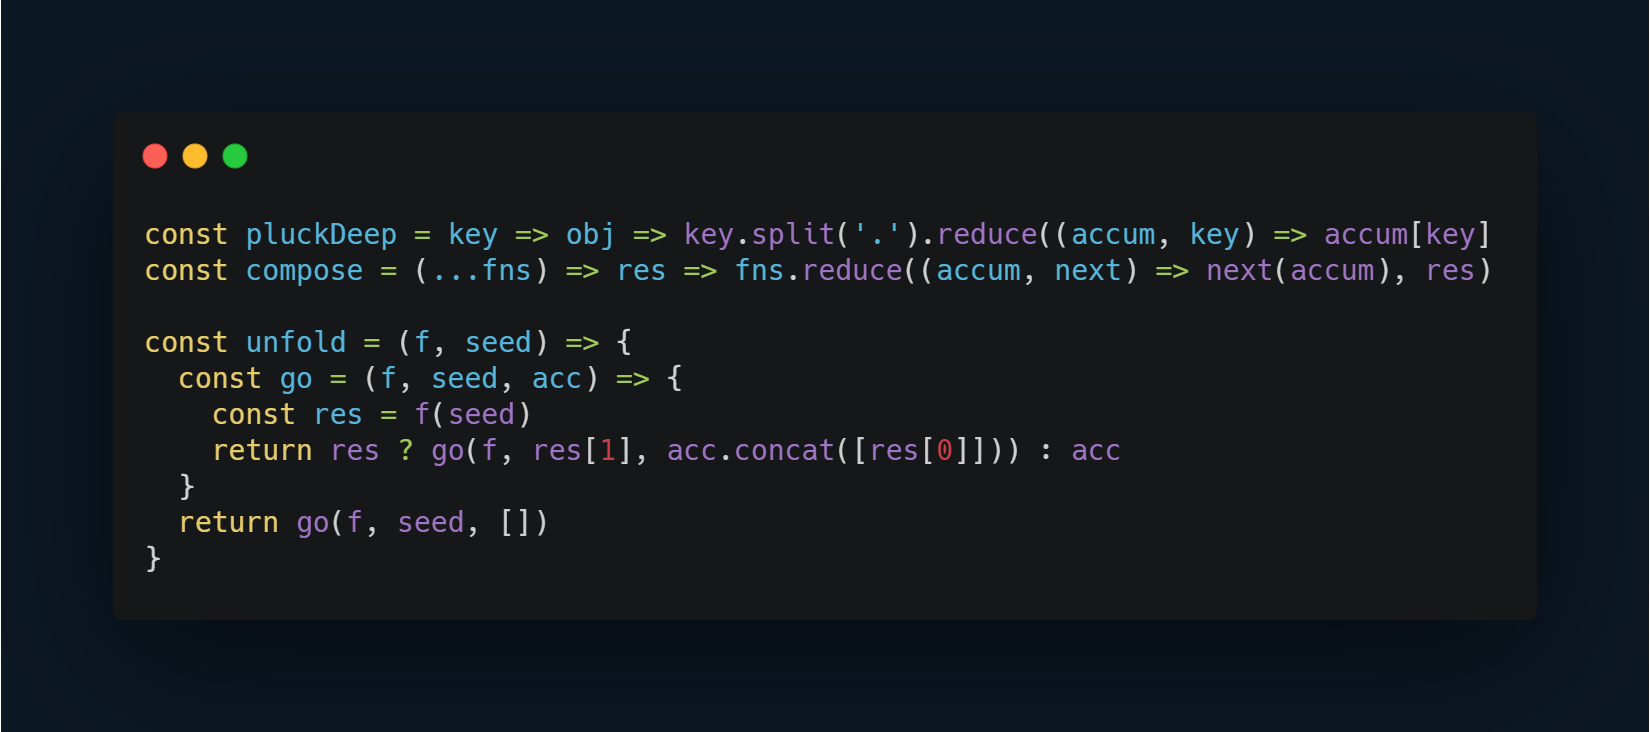 const pluckDeep = key => obj => key.split('.').reduce((accum, key) => accum[key]
const compose = (...fns) => res => fns.reduce((accum, next) => next(accum), res)

const unfold = (f, seed) => {
  const go = (f, seed, acc) => {
    const res = f(seed)
    return res ? go(f, res[1], acc.concat([res[0]])) : acc
  }
  return go(f, seed, [])
}